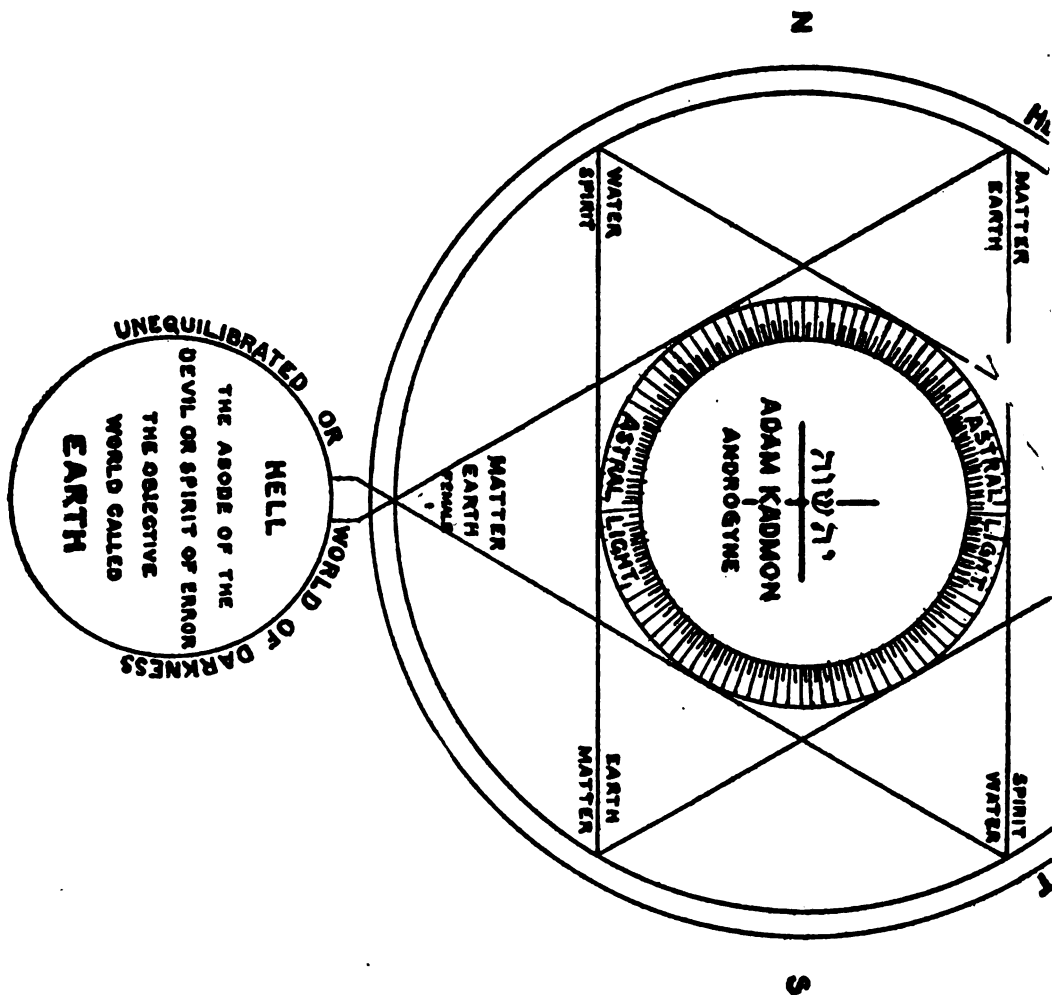 MATTER
EARTH
SPIRIT
WATER
ASTRAL LIGHT
N
S
ADAM KADMON
ANDROGYNE
ASTRAL LIGHT
WATER
SPIRIT
EARTH
MATTER
MATTER
EARTH
FEMALE
UNEQUILIBRATED OR WORLD OF DARKNESS
HELL
THE ABODE OF THE
DEVIL OR SPIRIT OF ERROR
THE OBJECTIVE
WORLD CALLED
EARTH